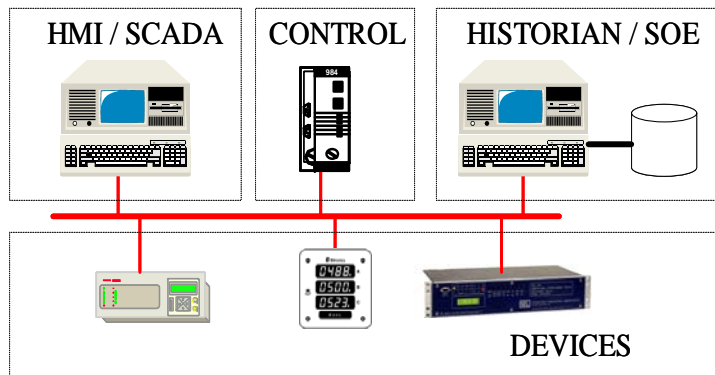 HMI / SCADA
CONTROL
HISTORIAN / SOE
984
0488.
0500.
0523.
DEVICES